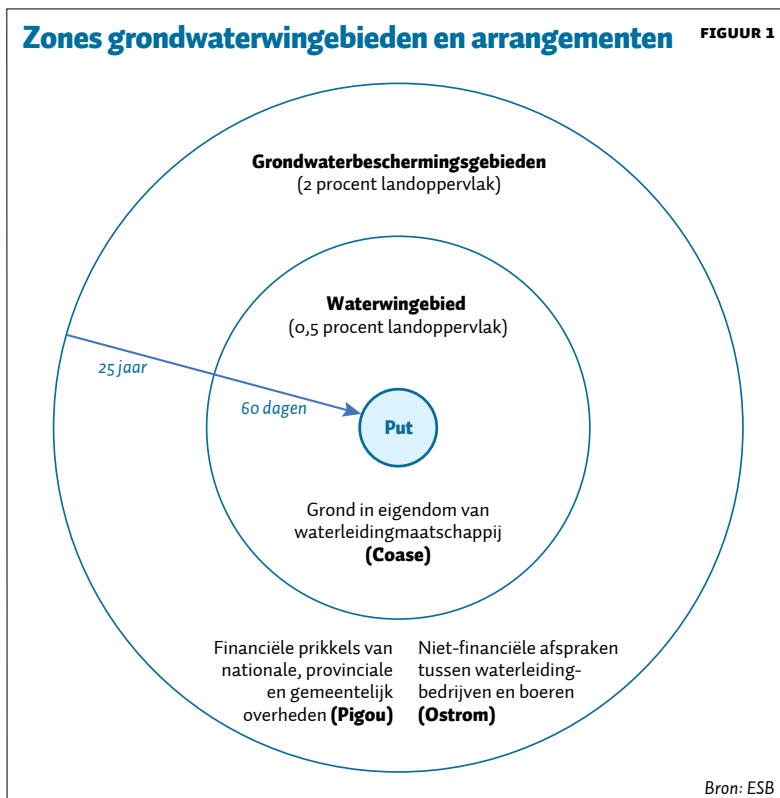 Zones grondwaterwingebieden en arrangementen
FIGUUR 1
Grondwaterbeschermingsgebieden
(2 procent landoppervlak)
Waterwingebied
(0,5 procent landoppervlak)
25 jaar
60 dagen
Put
Grond in eigendom van
waterleidingmaatschappij
(Coase)
Financiële prikkels van
nationale, provinciale
en gemeentelijk
overheden (Pigou)
Niet-financiële afspraken
tussen waterleiding-
bedrijven en boeren
(Ostrom)
Bron: ESB